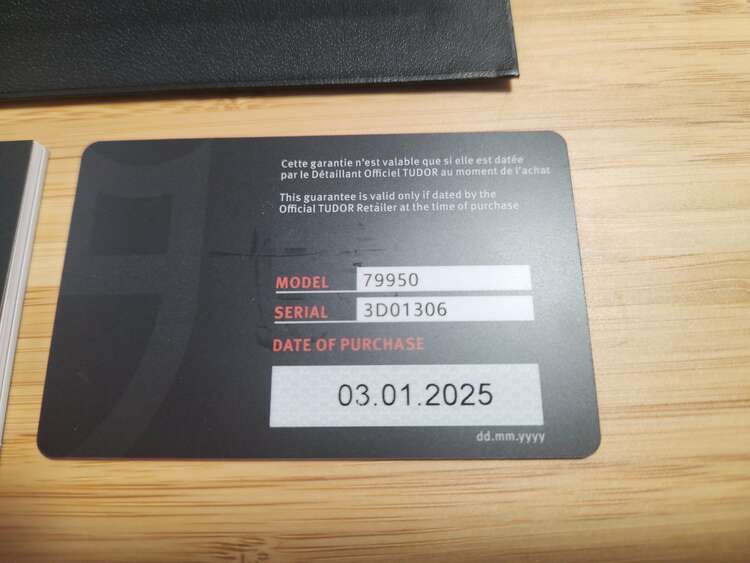 Cette garantie n'est valable que si elle est datée
par le Détaillant Officiel TUDOR au moment de l'achat
This guarantee is valid only if dated by the
Official TUDOR Retailer at the time of purchase
MODEL 79950
SERIAL 3D01306
DATE OF PURCHASE
03.01.2025
dd.mm.yyyy